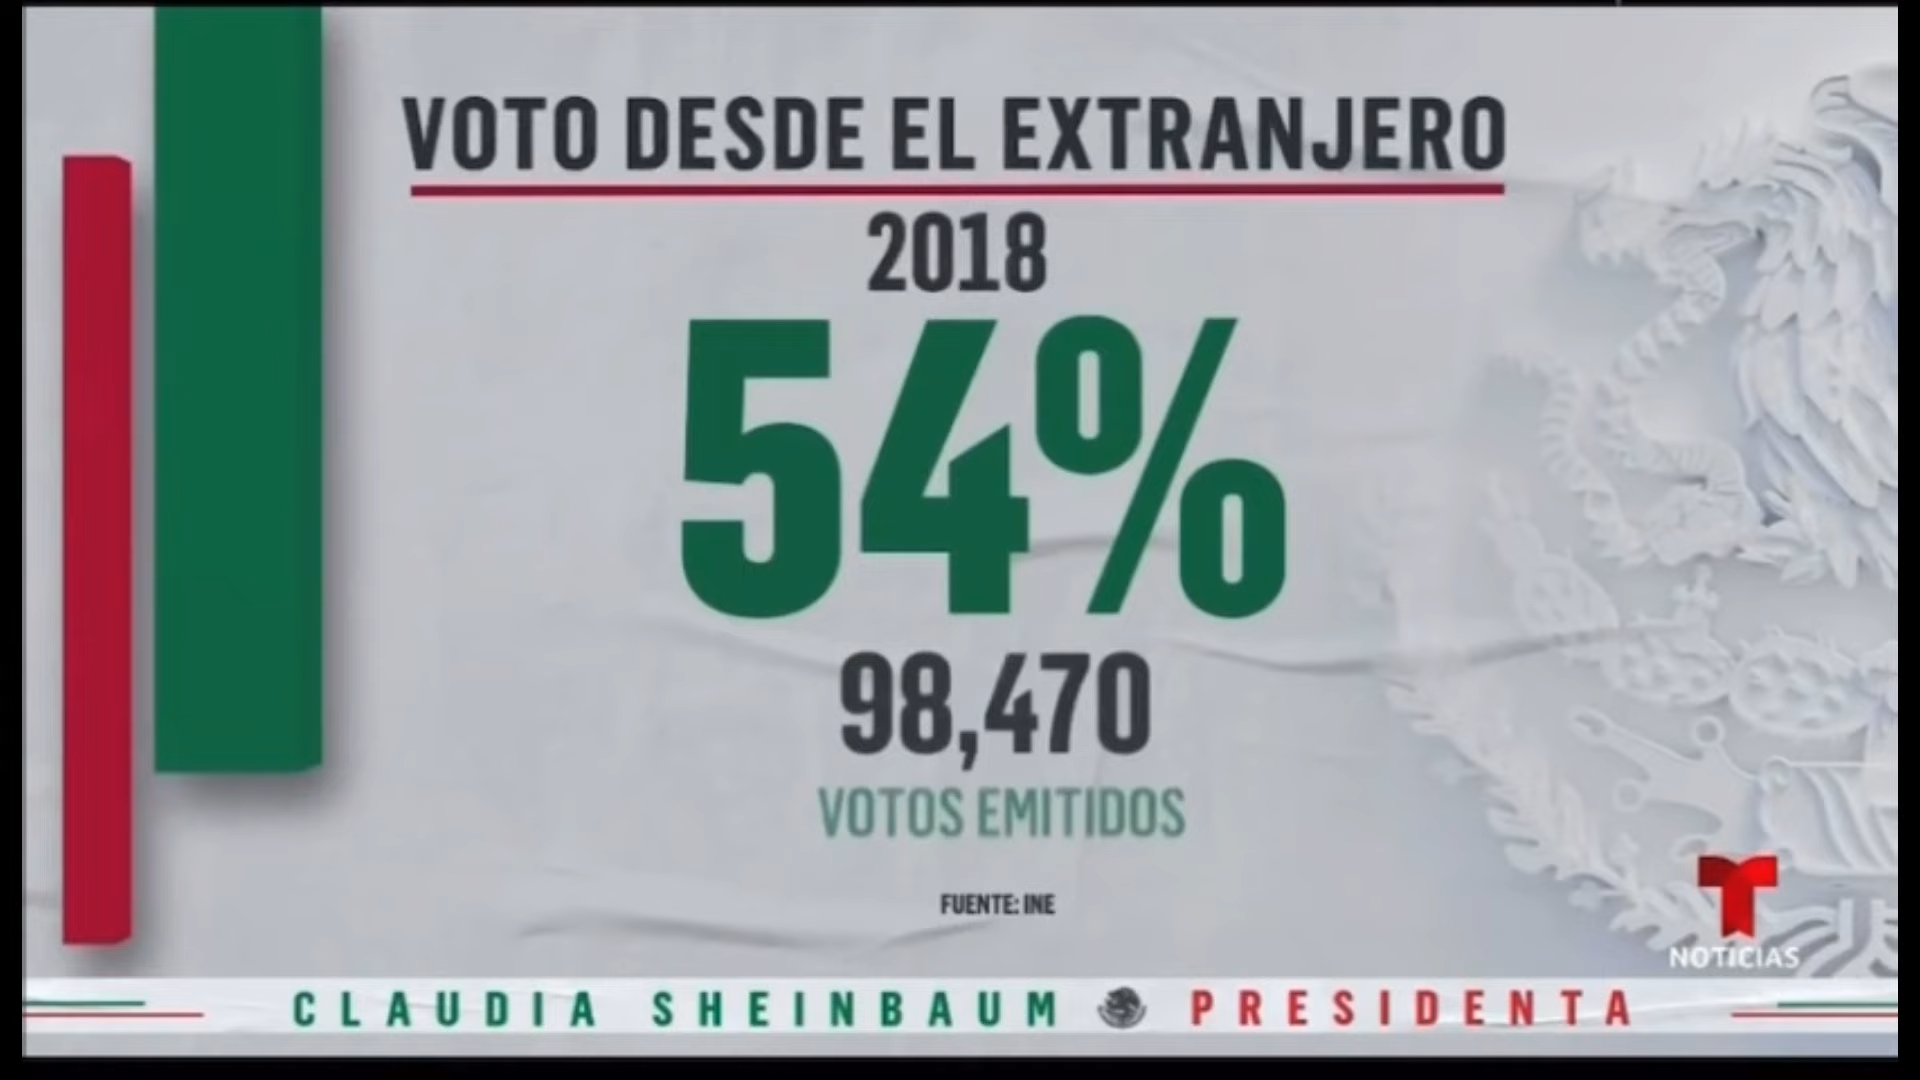 VOTO DESDE EL EXTRANJERO
2018
54%
98,470
VOTOS EMITIDOS
FUENTE: INE
NOTICIAS
CLAUDIA SHEINBAUM PRESIDENTA